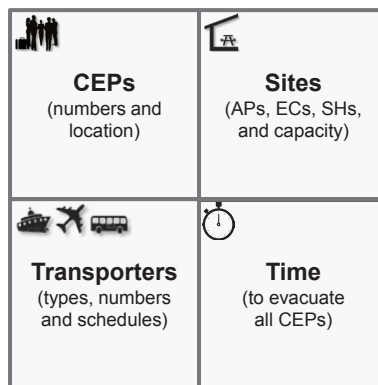 CEPs
(numbers and
location)
Sites
(APs, ECs, SHs,
and capacity)
Transporters
(types, numbers
and schedules)
Time
(to evacuate
all CEPs)